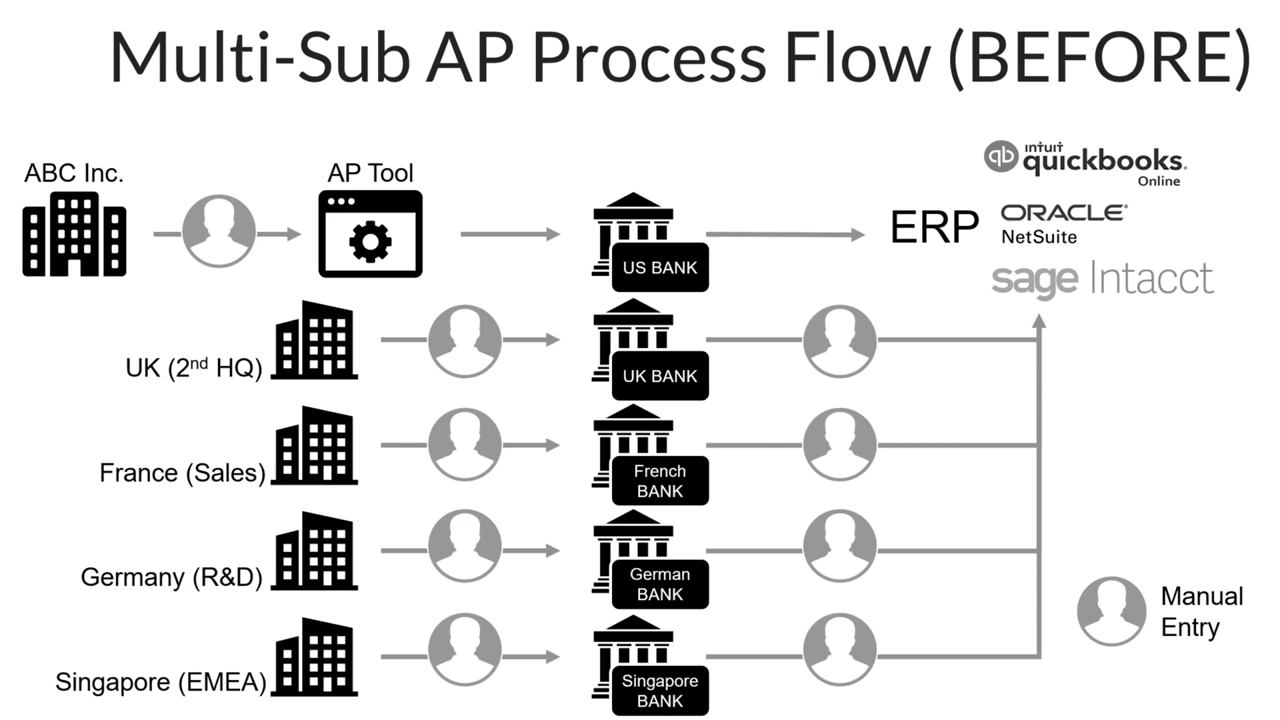 Multi-Sub AP Process Flow (BEFORE)
ABC Inc.
AP Tool
US BANK
ERP
qb
intuit
quickbooks.
Online
ORACLE®
NetSuite
sage Intacct
UK (2nd HQ)
UK BANK
France (Sales)
French
BANK
Germany (R&D)
German
BANK
Singapore (EMEA)
Singapore
BANK
Manual
Entry